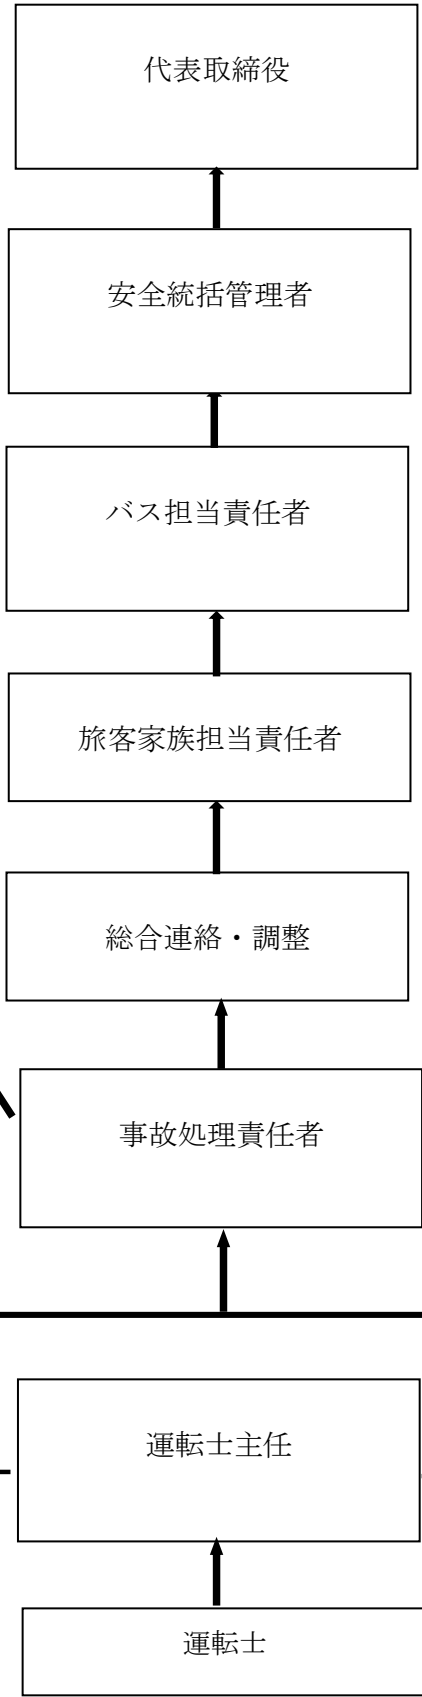 代表取締役
安全統括管理者
バス担当責任者
旅客家族担当責任者
総合連絡・調整
事故処理責任者
運転士主任
運転士